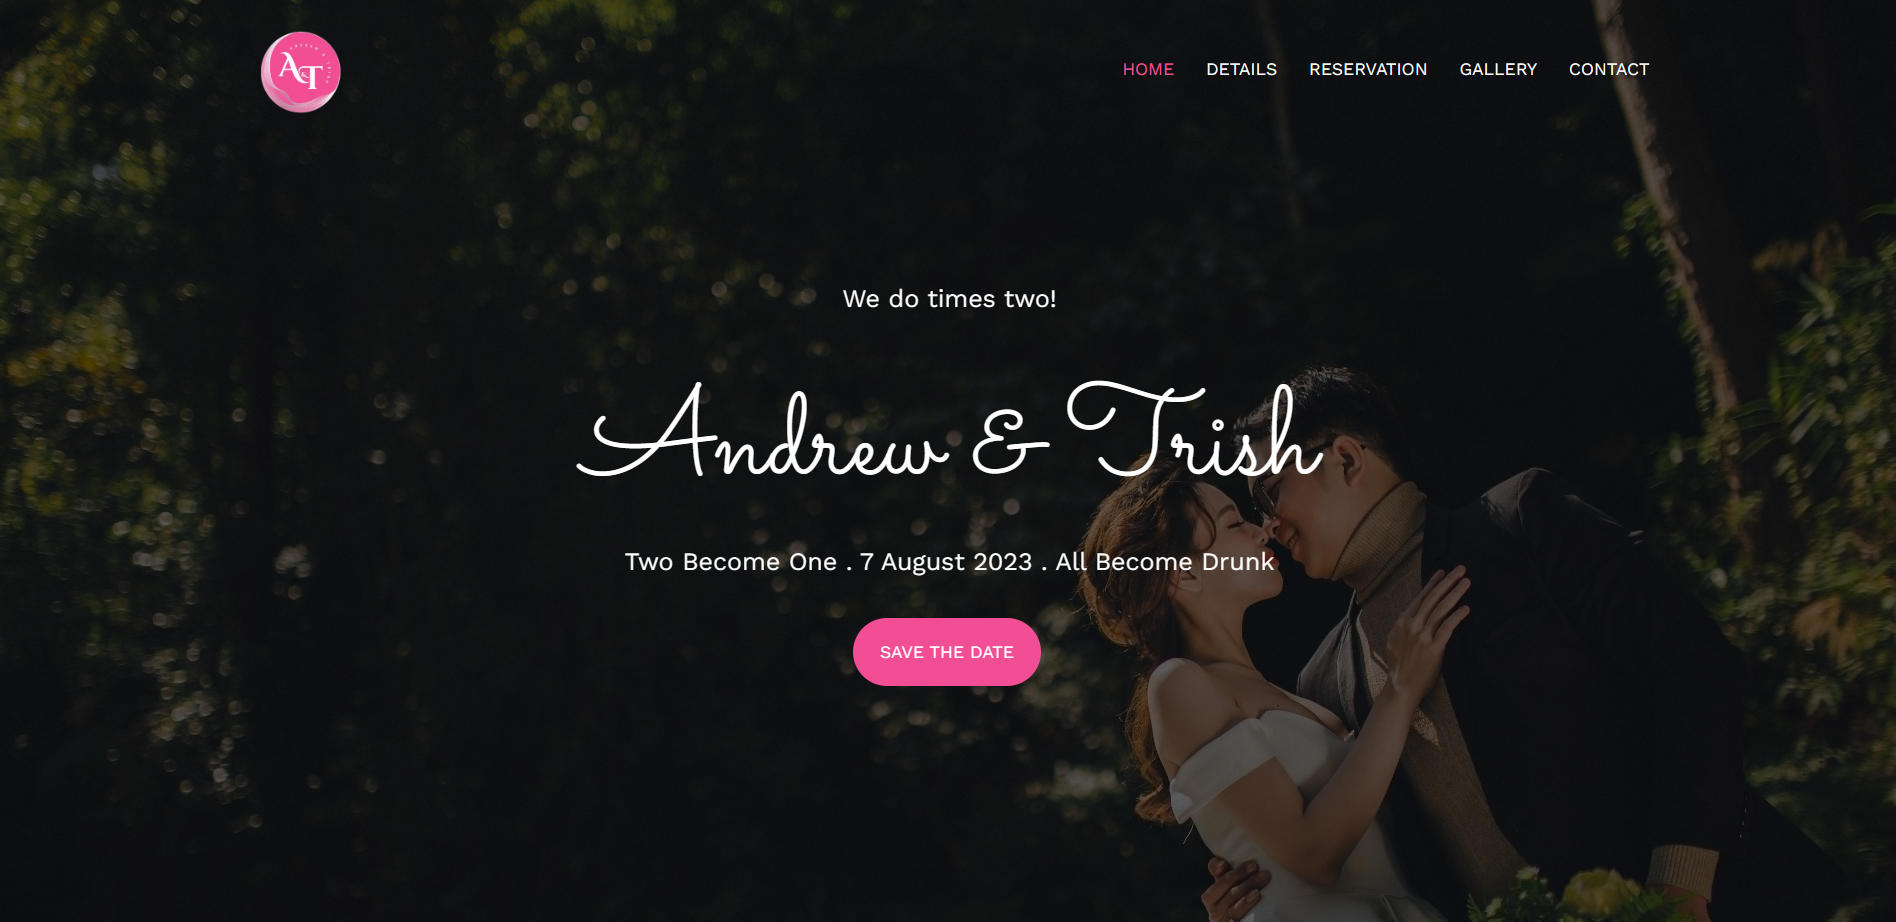 A&T
HOME DETAILS RESERVATION GALLERY CONTACT
We do times two!
Andrew & Trish
Two Become One . 7 August 2023 . All Become Drunk
SAVE THE DATE